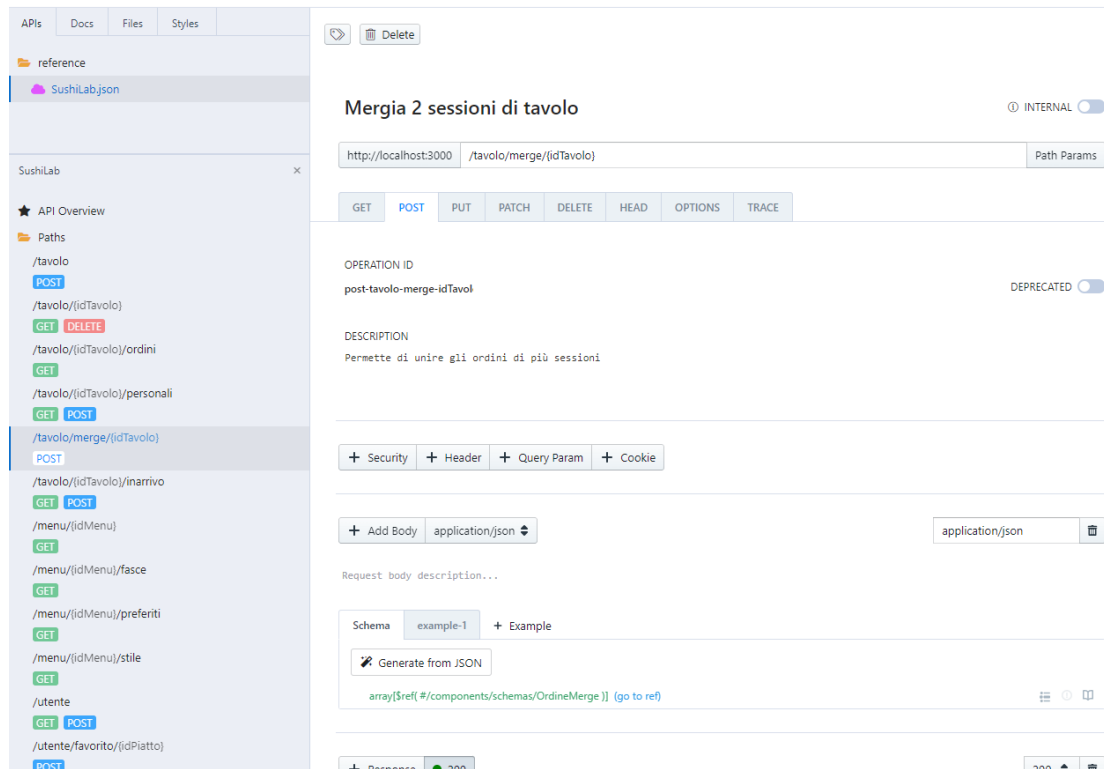 APIs Docs Files Styles
reference
SushiLab.json
SushiLab ×
API Overview
Paths
/tavolo
POST
/tavolo/{idTavolo}
GET DELETE
/tavolo/{idTavolo}/ordini
GET
/tavolo/{idTavolo}/personali
GET POST
/tavolo/merge/{idTavolo}
POST
/tavolo/{idTavolo}/inarrivo
GET POST
/menu/{idMenu}
GET
/menu/{idMenu}/fasce
GET
/menu/{idMenu}/preferiti
GET
/menu/{idMenu}/stile
GET
/utente
GET POST
/utente/favorito/{idPiatto}
POST
Delete
Mergia 2 sessioni di tavolo
INTERNAL
http://localhost:3000 /tavolo/merge/{idTavolo} Path Params
GET POST PUT PATCH DELETE HEAD OPTIONS TRACE
OPERATION ID
post-tavolo-merge-idTavol
DEPRECATED
DESCRIPTION
Permette di unire gli ordini di più sessioni
+ Security + Header + Query Param + Cookie
+ Add Body application/json application/json
Request body description...
Schema example-1 + Example
Generate from JSON
array[$ref( #/components/schemas/OrdineMerge )] (go to ref)
+ Response 200 200